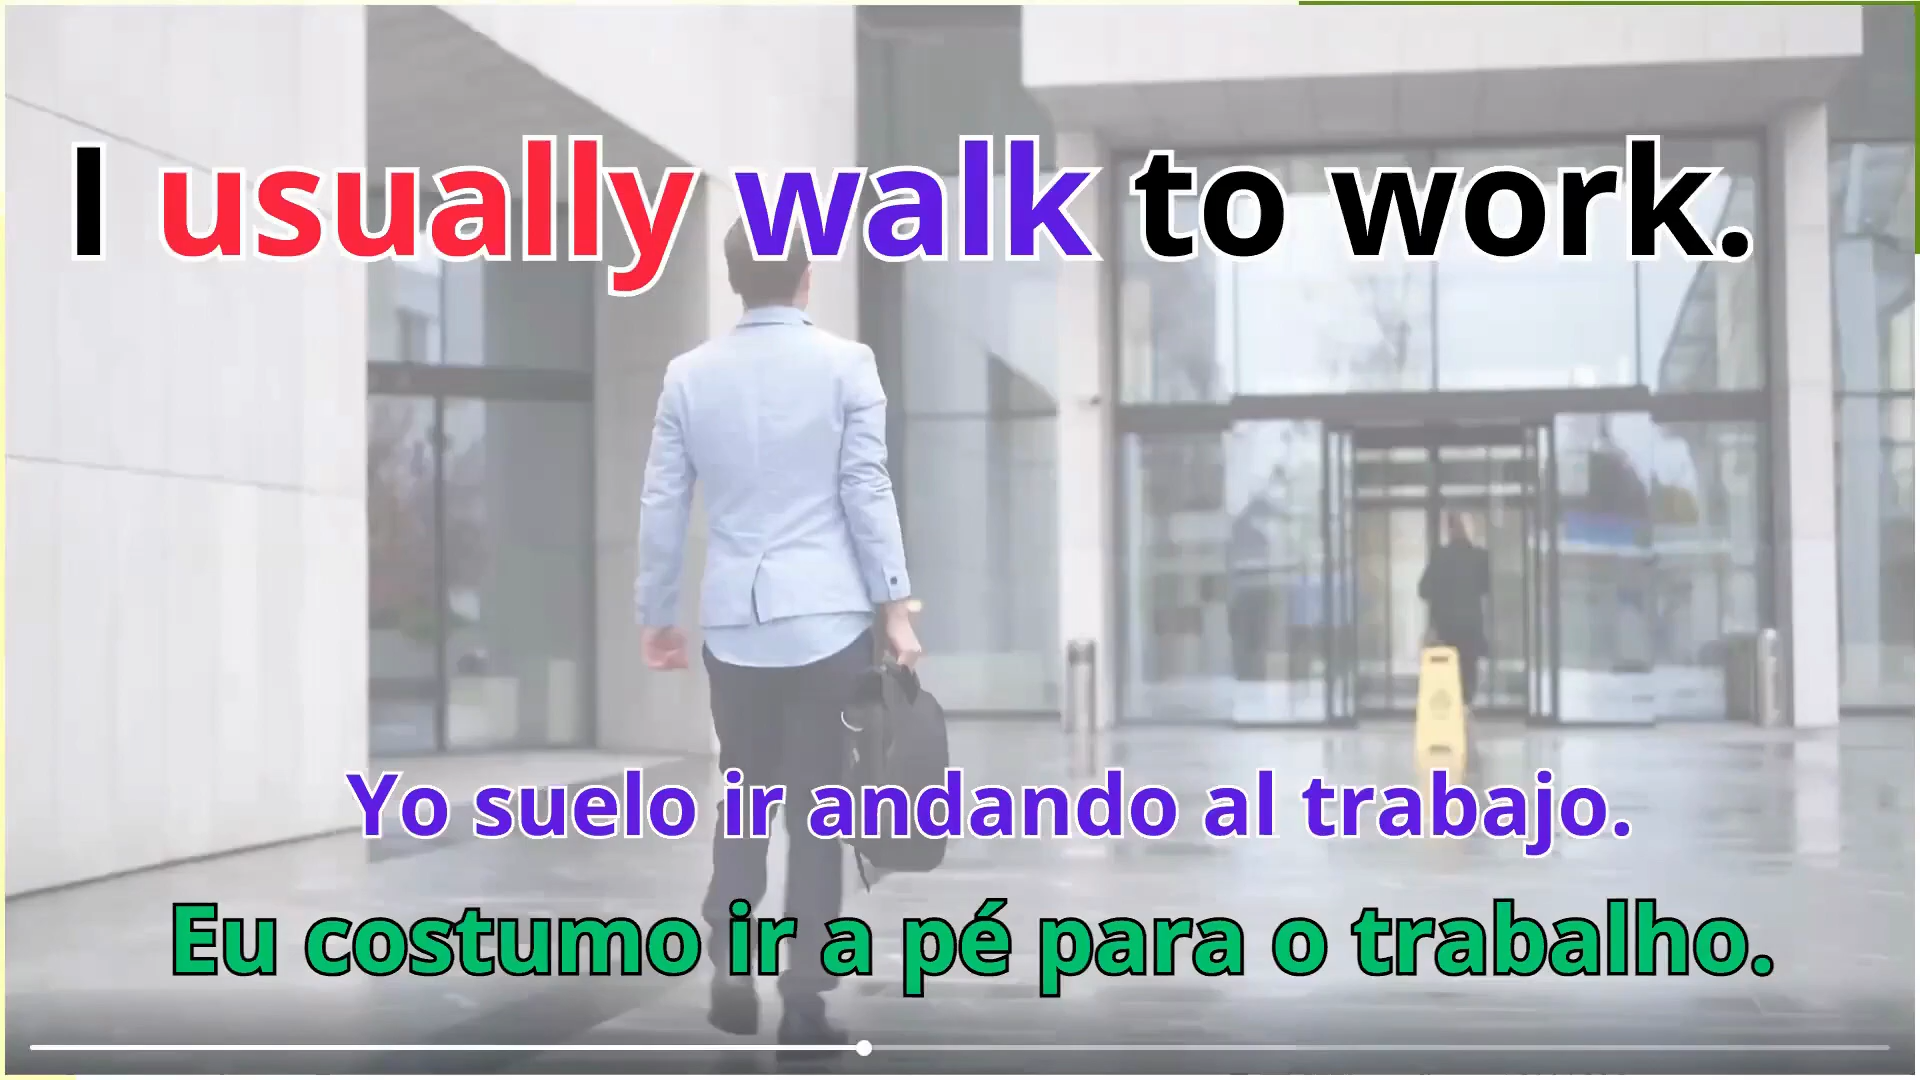 I usually walk to work.
Yo suelo ir andando al trabajo.
Eu costumo ir a pé para o trabalho.